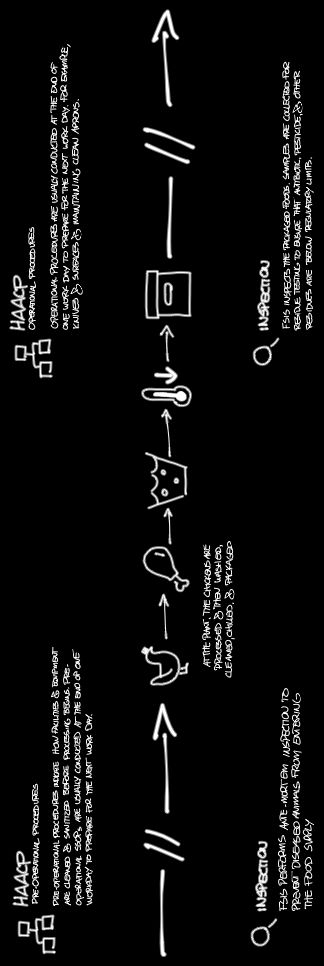 HAACP
PRE-OPERATIONAL PROCEDURES
PRE-OPERATIONAL PROCEDURES INDICATE HOW FACILITIES & EQUIPMENT
ARE CLEANED & SANITIZED BEFORE PROCESSING BEGINS. PRE-
OPERATIONAL SSOPS ARE USUALLY CONDUCTED AT THE END OF ONE
WORKDAY TO PREPARE FOR THE NEXT WORK DAY.
HAACP
OPERATIONAL PROCEDURES
OPERATIONAL PROCEDURES ARE USUALLY CONDUCTED AT THE END OF
ONE WORK DAY TO PREPARE FOR THE NEXT WORK DAY, FOR EXAMPLE,
KNIVES & SURFACES & MAINTAINING CLEAN APRONS.
AT THE PLANT, THE CHICKENS ARE
PROCESSED & THEN WASHED,
CLEANED, CHILLED, & PACKAGED
INSPECTION
FSIS PERFORMS ANTE-MORTEM INSPECTION TO
PREVENT DISEASED ANIMALS FROM ENTERING
THE FOOD SUPPLY
INSPECTION
FSIS INSPECTS THE PACKAGED FOODS, SAMPLES ARE COLLECTED FOR
RESIDUE TESTING TO ENSURE THAT ANTIBIOTIC, PESTICIDE, & OTHER
RESIDUES ARE BELOW REGULATORY LIMITS.